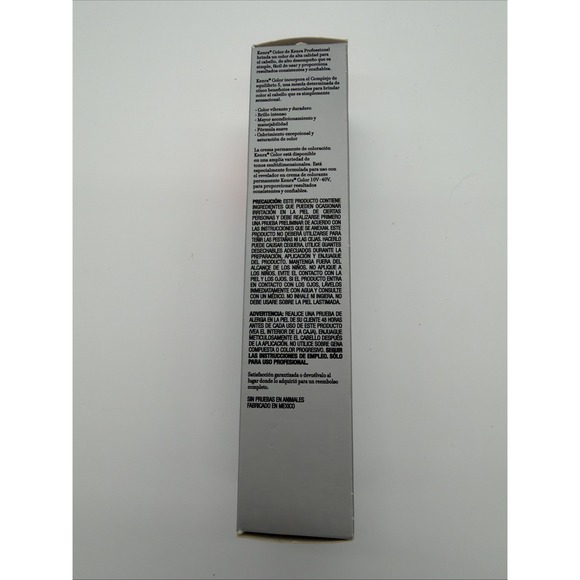 Kenra® Color de Kenra Professional
brinda un color de alta calidad para
el cabello, de alto desempeño que es
simple, fácil de usar y proporciona
resultados consistentes y confiables.
Kenra® Color incorpora el Complejo de
equilibrio 5, una mezcla determinada de
cinco beneficios esenciales para brindar
color al cabello que es simplemente
sensacional.
· Color vibrante y duradero
· Brillo intenso
· Mayor acondicionamiento y
manejabilidad
· Fórmula suave
· Cubrimiento excepcional y
saturación de color
La crema permanente de coloración
Kenra® Color está disponible
en una amplia variedad de
tonos multidimensionales. Está
especialmente formulada para uso con
el revelador en crema de colorante
permanente Kenra® Color 10V-40V,
para proporcionar resultados
consistentes y confiables.
PRECAUCIÓN: ESTE PRODUCTO CONTIENE
INGREDIENTES QUE PUEDEN OCASIONAR
IRRITACIÓN EN LA PIEL DE CIERTAS
PERSONAS Y DEBE REALIZARSE PRIMERO
UNA PRUEBA PRELIMINAR DE ACUERDO CON
LAS INSTRUCCIONES QUE SE ANEXAN. ESTE
PRODUCTO NO DEBERÁ UTILIZARSE PARA
TEÑIR LAS PESTAÑAS NI LAS CEJAS. HACERLO
PUEDE CAUSAR CEGUERA. UTILICE GUANTES
DESECHABLES ADECUADOS DURANTE LA
PREPARACIÓN, APLICACIÓN Y ENJUAGUE
DEL PRODUCTO. MANTENGA FUERA DEL
ALCANCE DE LOS NIÑOS. NO APLIQUE A
LOS NIÑOS. EVITE EL CONTACTO CON LA
PIEL Y LOS OJOS. SI EL PRODUCTO ENTRA
EN CONTACTO CON LOS OJOS, LÁVELOS
INMEDIATAMENTE CON AGUA Y CONSULTE
CON UN MÉDICO. NO INHALE NI INGIERA. NO
DEBE USARSE SOBRE LA PIEL LASTIMADA.
ADVERTENCIA: REALICE UNA PRUEBA DE
ALERGIA EN LA PIEL DE SU CLIENTE 48 HORAS
ANTES DE CADA USO DE ESTE PRODUCTO
(VEA EL INTERIOR DE LA CAJA). ENJUAGUE
METICULOSAMENTE EL CABELLO DESPUÉS
DE LA APLICACIÓN. NO UTILICE SOBRE GENA
COMPUESTA O COLOR PROGRESIVO. SEGUIR
LAS INSTRUCCIONES DE EMPLEO. SÓLO
PARA USO PROFESIONAL.
Satisfacción garantizada o devuélvalo al
lugar donde lo adquirió para un reembolso
completo.
SIN PRUEBAS EN ANIMALES
FABRICADO EN MÉXICO